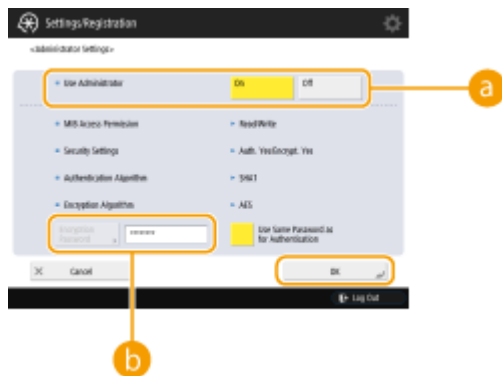 Settings/Registration
<Administrator Settings>
Use Administrator On Off
a
MIB Access Permission Read/Write
Security Settings Auth. Yes/Encrypt. Yes
Authentication Algorithm SHA1
Encryption Algorithm AES
Encryption Password ******* Use Same Password as
for Authentication
Cancel OK
Log Out
b